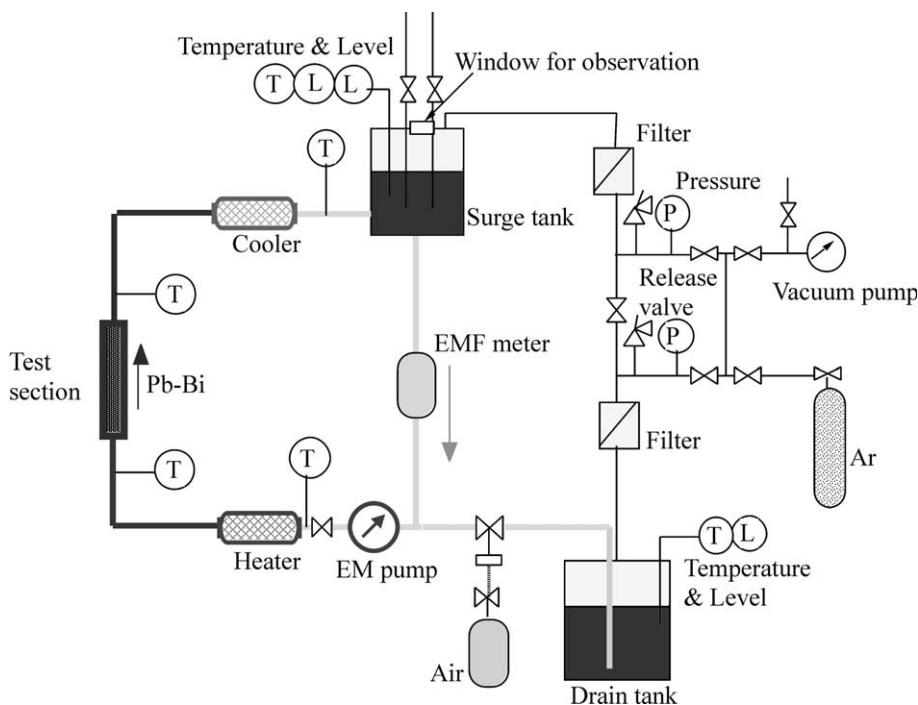 Temperature & Level
T L L
Window for observation
T
Filter
Pressure
P
Surge tank
Cooler
Release
valve
Vacuum pump
T
P
EMF meter
Test
section
Pb-Bi
T
Filter
Ar
T
Heater
EM pump
T L
Temperature
& Level
Air
Drain tank